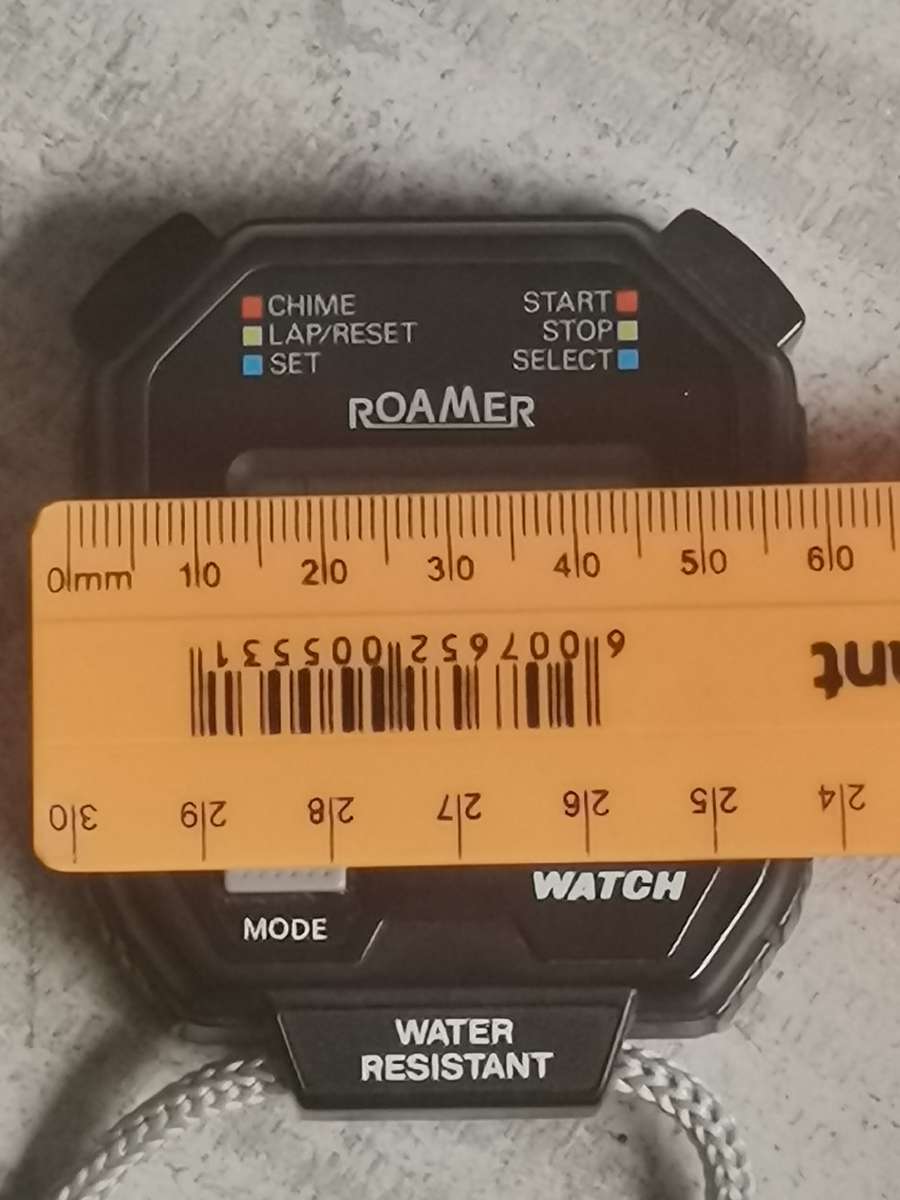 CHIME START
LAP/RESET STOP
SET SELECT
ROAMER
0mm 10 20 30 40 50 60
6 007652 005531
24 25 26 27 28 29 30
WATCH
MODE
WATER
RESISTANT